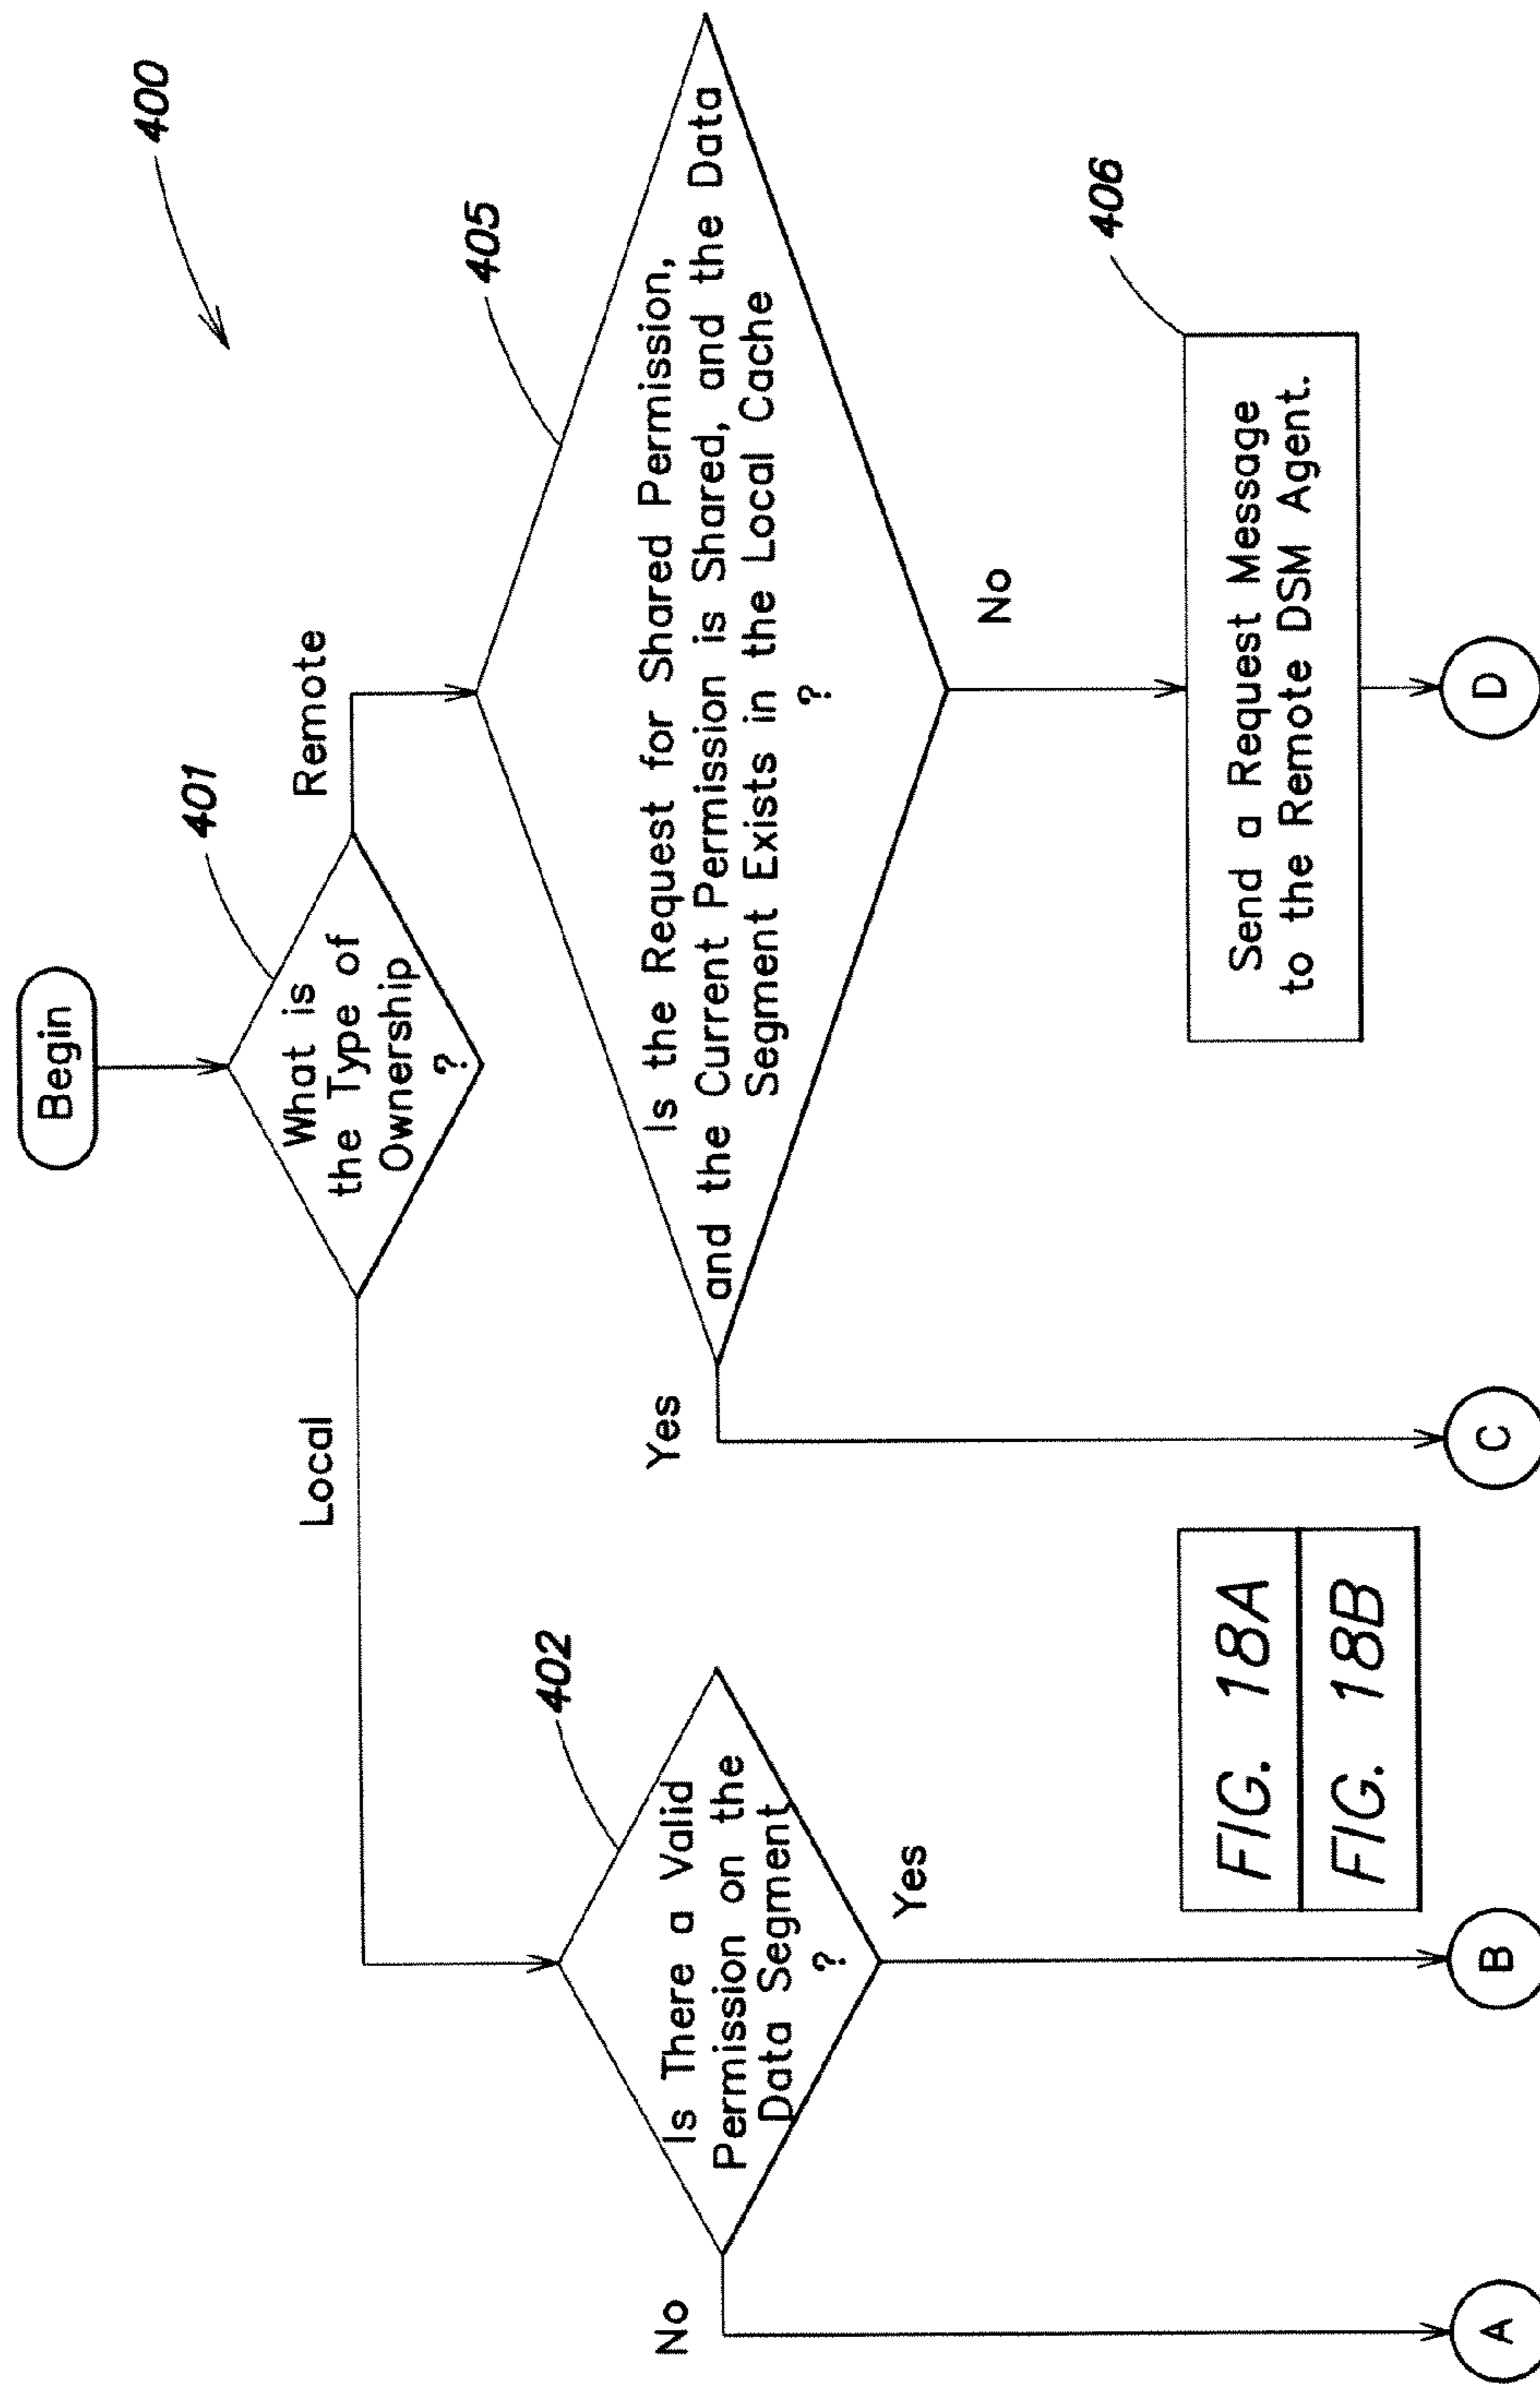 400
Begin
401
What is
the Type of
Ownership
?
Local
Remote
402
Is There a Valid
Permission on the
Data Segment
?
No
Yes
405
Is the Request for Shared Permission,
and the Current Permission is Shared, and the Data
Segment Exists in the Local Cache
?
Yes
No
406
Send a Request Message
to the Remote DSM Agent.
FIG. 18A
FIG. 18B
A
B
C
D